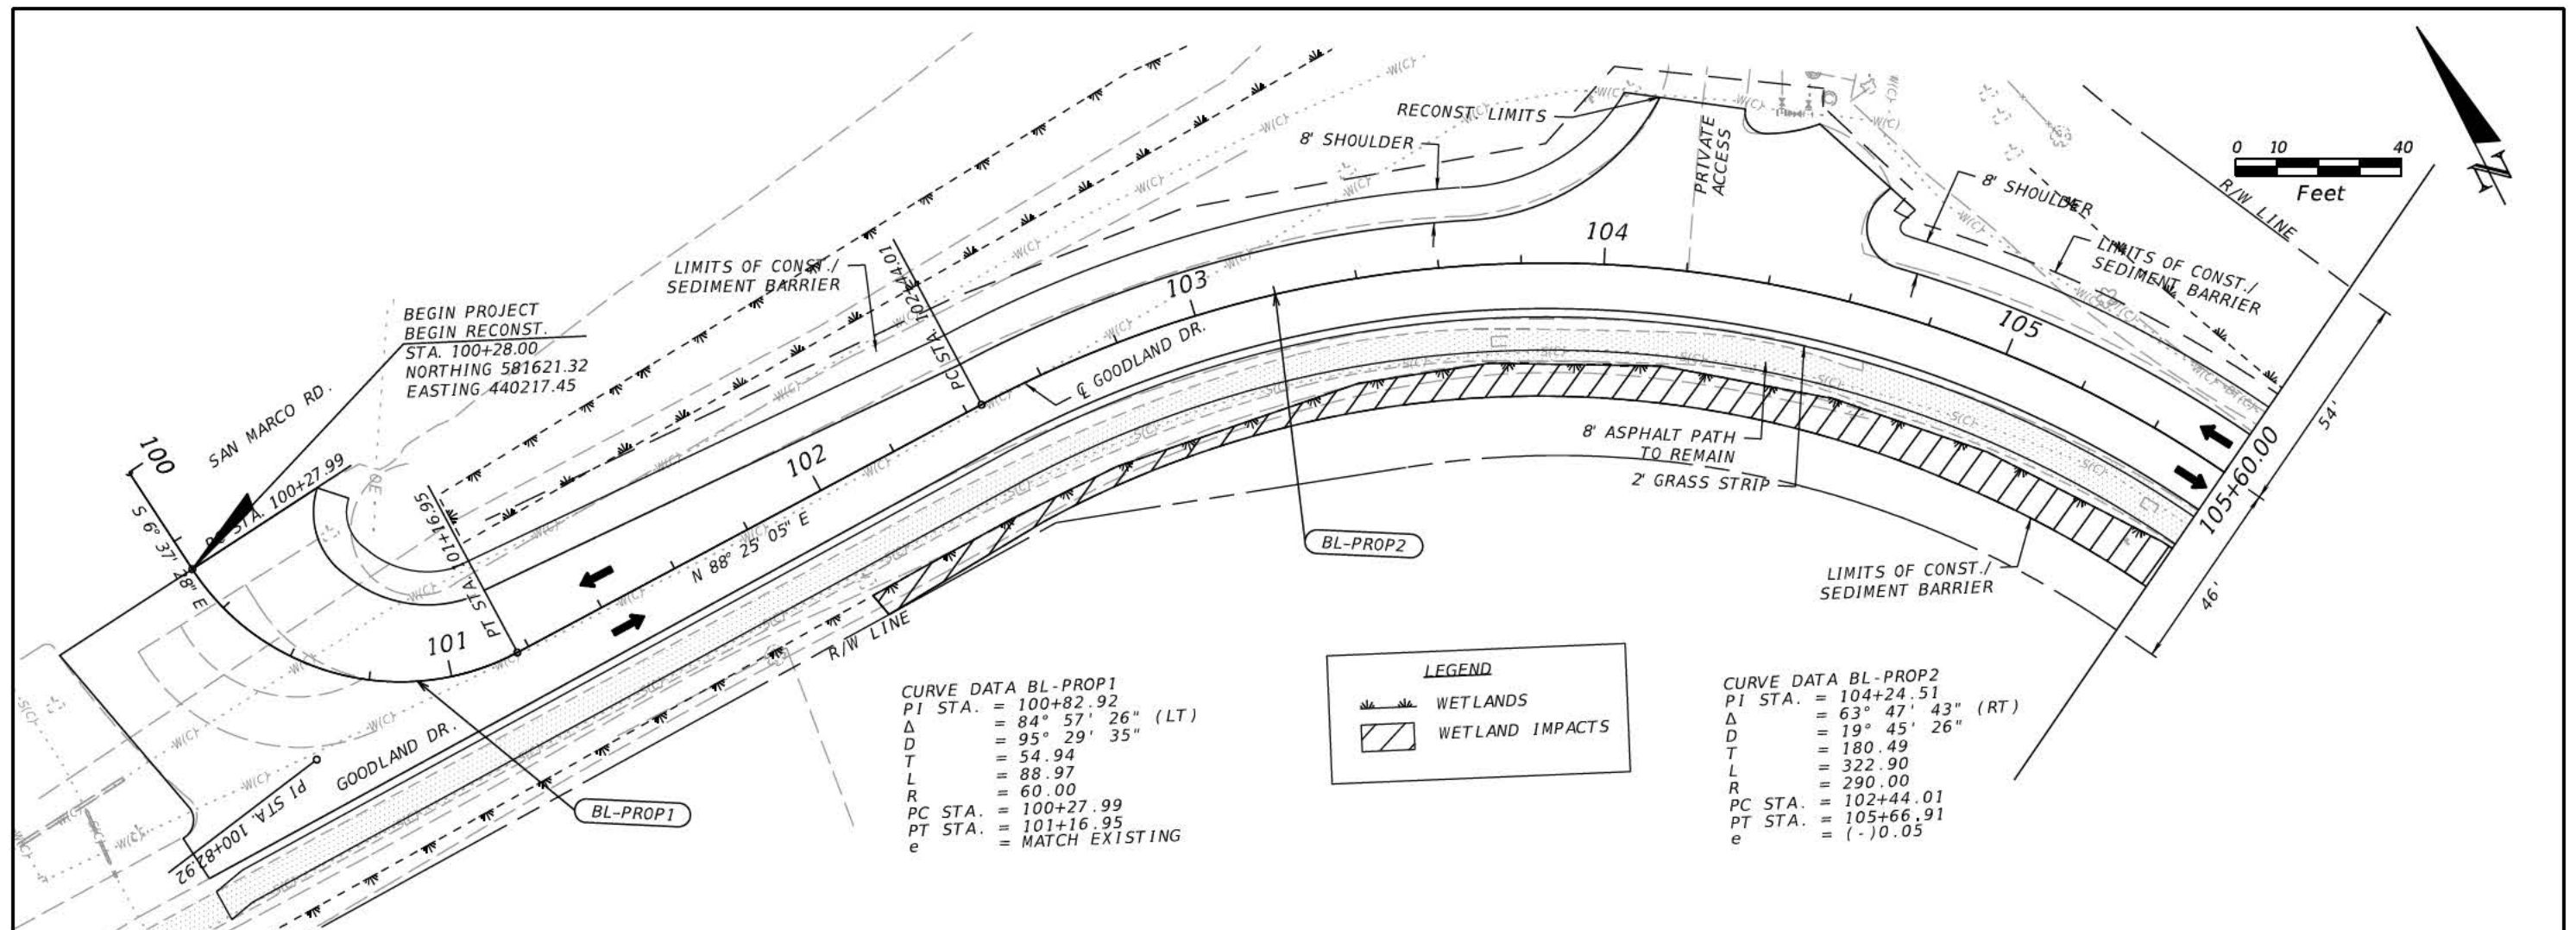 RECONST. LIMITS
8' SHOULDER
PRIVATE
ACCESS
0 10 40
Feet
N
R/W LINE
8' SHOULDER
LIMITS OF CONST./
SEDIMENT BARRIER
104
LIMITS OF CONST./
SEDIMENT BARRIER
PC STA. 102+44.01
103
105
℄ GOODLAND DR.
BEGIN PROJECT
BEGIN RECONST.
STA. 100+28.00
NORTHING 581621.32
EASTING 440217.45
SAN MARCO RD.
100
S 6° 37' 28" E
PC STA. 100+27.99
OE
PT STA. 101+16.95
102
N 88° 25' 05" E
101
8' ASPHALT PATH
TO REMAIN
2' GRASS STRIP
54'
105+60.00
46'
BL-PROP2
LIMITS OF CONST./
SEDIMENT BARRIER
R/W LINE
GOODLAND DR.
PI STA. 100+82.92
BL-PROP1
CURVE DATA BL-PROP1
PI STA. = 100+82.92
Δ = 84° 57' 26" (LT)
D = 95° 29' 35"
T = 54.94
L = 88.97
R = 60.00
PC STA. = 100+27.99
PT STA. = 101+16.95
e = MATCH EXISTING
LEGEND
WETLANDS
WETLAND IMPACTS
CURVE DATA BL-PROP2
PI STA. = 104+24.51
Δ = 63° 47' 43" (RT)
D = 19° 45' 26"
T = 180.49
L = 322.90
R = 290.00
PC STA. = 102+44.01
PT STA. = 105+66.91
e = (-)0.05
W(C)
W(C)
W(C)
W(C)
W(C)
W(C)
W(C)
W(C)
W(C)
S(C)
S(C)
S(C)
S(C)
S(C)